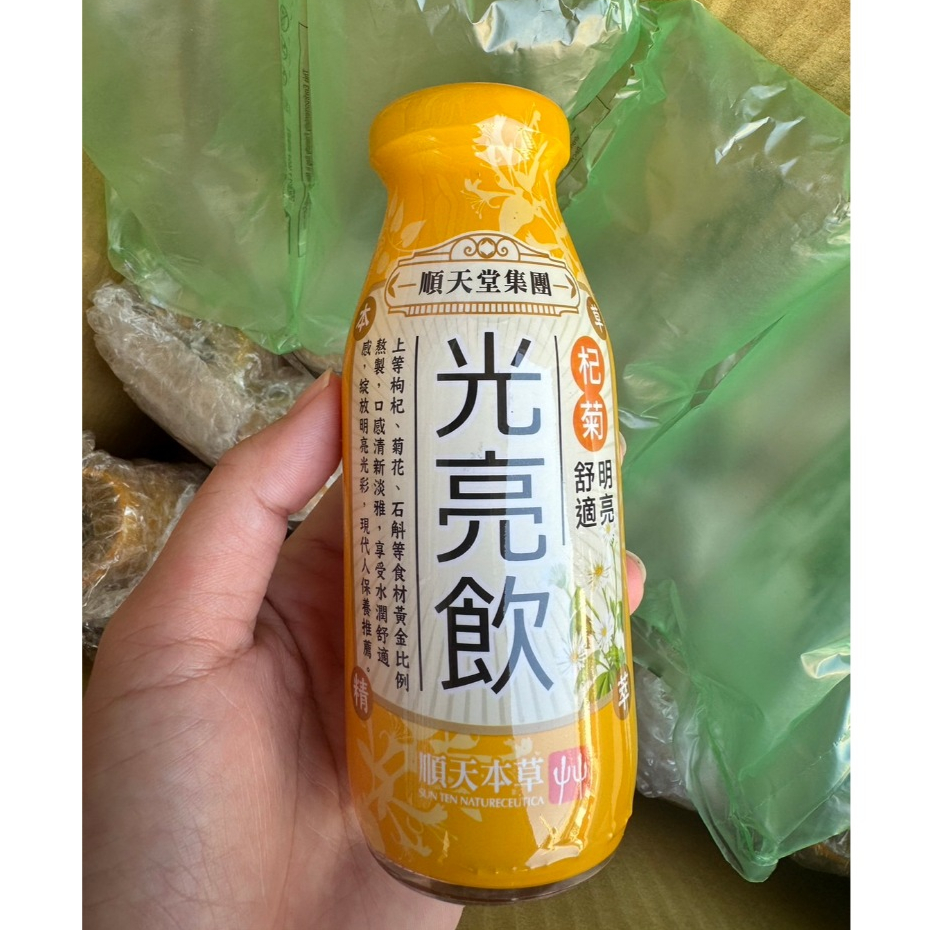 順天堂集團
本
草
杞菊
明亮
舒適
光亮飲
上等枸杞、菊花、石斛等食材黃金比例
熬製，口感清新淡雅，享受水潤舒適
感，綻放明亮光彩，現代人保養推薦。
精
萃
順天本草
SUN TEN NATURECEUTICA